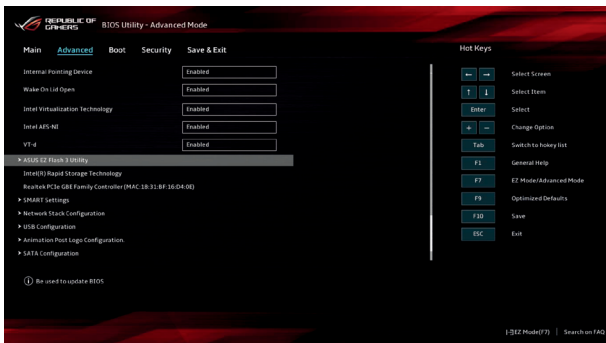 REPUBLIC OF
GAMERS
BIOS Utility - Advanced Mode
Main Advanced Boot Security Save & Exit
Hot Keys
Internal Pointing Device Enabled
Wake On Lid Open Enabled
Intel Virtualization Technology Enabled
Intel AES-NI Enabled
VT-d Enabled
ASUS EZ Flash 3 Utility
Intel(R) Rapid Storage Technology
Realtek PCIe GBE Family Controller (MAC:18:31:BF:16:D4:0E)
SMART Settings
Network Stack Configuration
USB Configuration
Animation Post Logo Configuration.
SATA Configuration
← → Select Screen
↑ ↓ Select Item
Enter Select
+ - Change Option
Tab Switch to hokey list
F1 General Help
F7 EZ Mode/Advanced Mode
F9 Optimized Defaults
F10 Save
ESC Exit
i Be used to update BIOS
EZ Mode(F7) | Search on FAQ